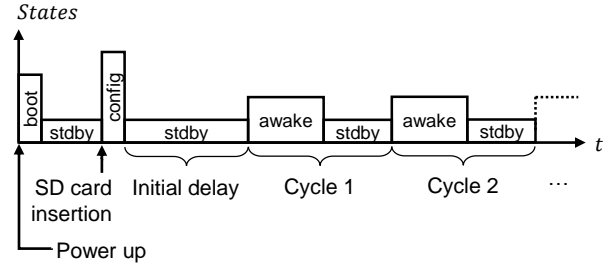 States
boot
stdby
config
stdby
awake
stdby
awake
stdby
t
SD card
insertion
Initial delay
Cycle 1
Cycle 2
...
Power up